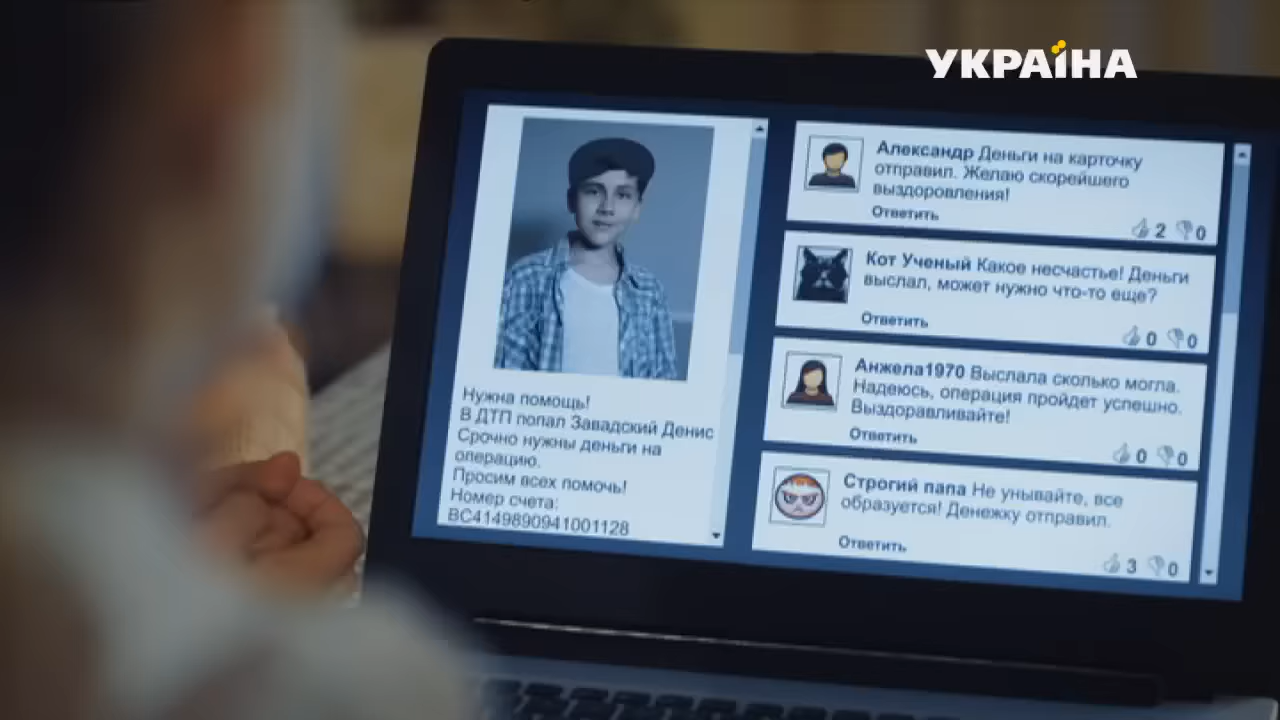 УКРАЇНА
Нужна помощь!
В ДТП попал Завадский Денис
Срочно нужны деньги на
операцию.
Просим всех помочь!
Номер счета:
BC4149890941001128
Александр Деньги на карточку
отправил. Желаю скорейшего
выздоровления!
Ответить
2 0
Кот Ученый Какое несчастье! Деньги
выслал, может нужно что-то еще?
Ответить
0 0
Анжела1970 Выслала сколько могла.
Надеюсь, операция пройдет успешно.
Выздоравливайте!
Ответить
0 0
Строгий папа Не унывайте, все
образуется! Денежку отправил.
Ответить
3 0